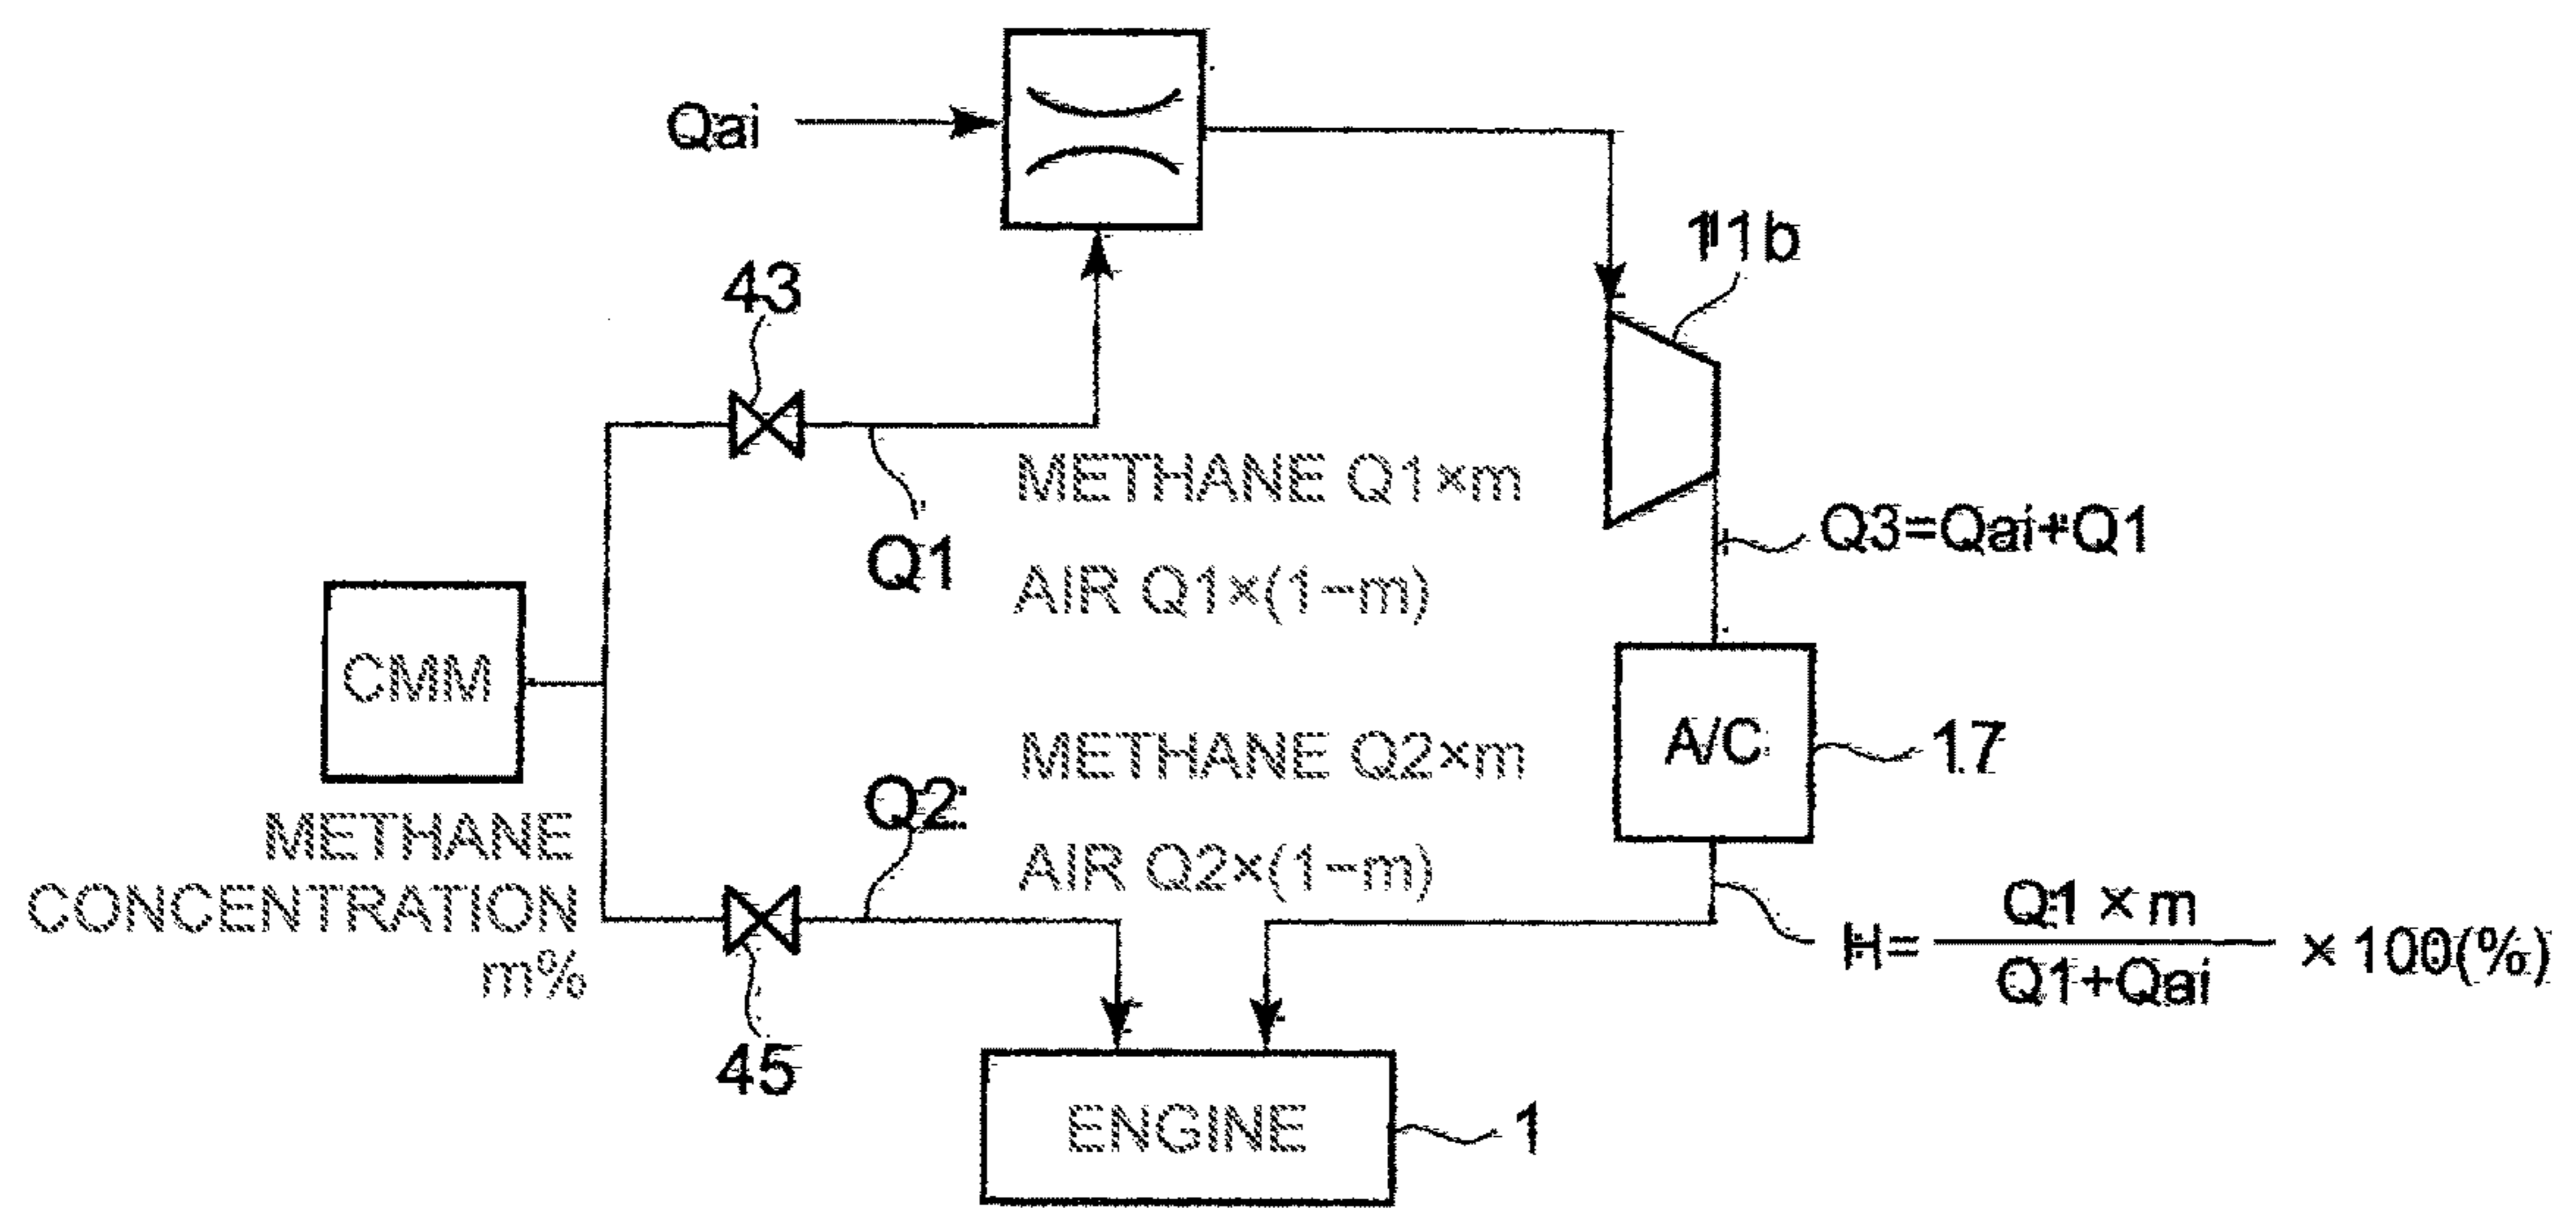 Qai
11b
43
METHANE Q1×m
Q1
Q3=Qai+Q1
AIR Q1×(1−m)
CMM
A/C
17
METHANE Q2×m
Q2
METHANE
CONCENTRATION
m%
AIR Q2×(1−m)
H= Q1 × m / Q1+Qai × 100(%)
45
ENGINE
1